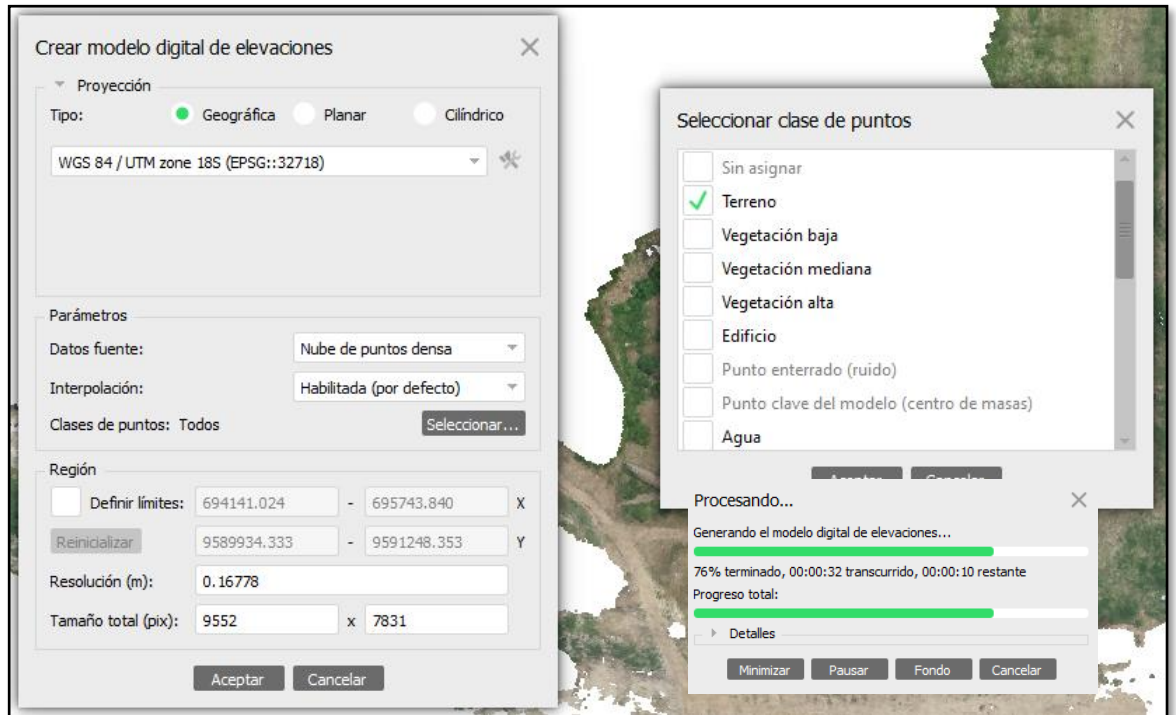 Crear modelo digital de elevaciones
Proyección
Tipo: Geográfica Planar Cilíndrico
WGS 84 / UTM zone 18S (EPSG::32718)
Parámetros
Datos fuente: Nube de puntos densa
Interpolación: Habilitada (por defecto)
Clases de puntos: Todos Seleccionar...
Región
Definir límites: 694141.024 - 695743.840 X
Reinicializar 9589934.333 - 9591248.353 Y
Resolución (m): 0.16778
Tamaño total (pix): 9552 x 7831
Aceptar Cancelar
Seleccionar clase de puntos
Sin asignar
Terreno
Vegetación baja
Vegetación mediana
Vegetación alta
Edificio
Punto enterrado (ruido)
Punto clave del modelo (centro de masas)
Agua
Aceptar Cancelar
Procesando...
Generando el modelo digital de elevaciones...
76% terminado, 00:00:32 transcurrido, 00:00:10 restante
Progreso total:
Detalles
Minimizar Pausar Fondo Cancelar